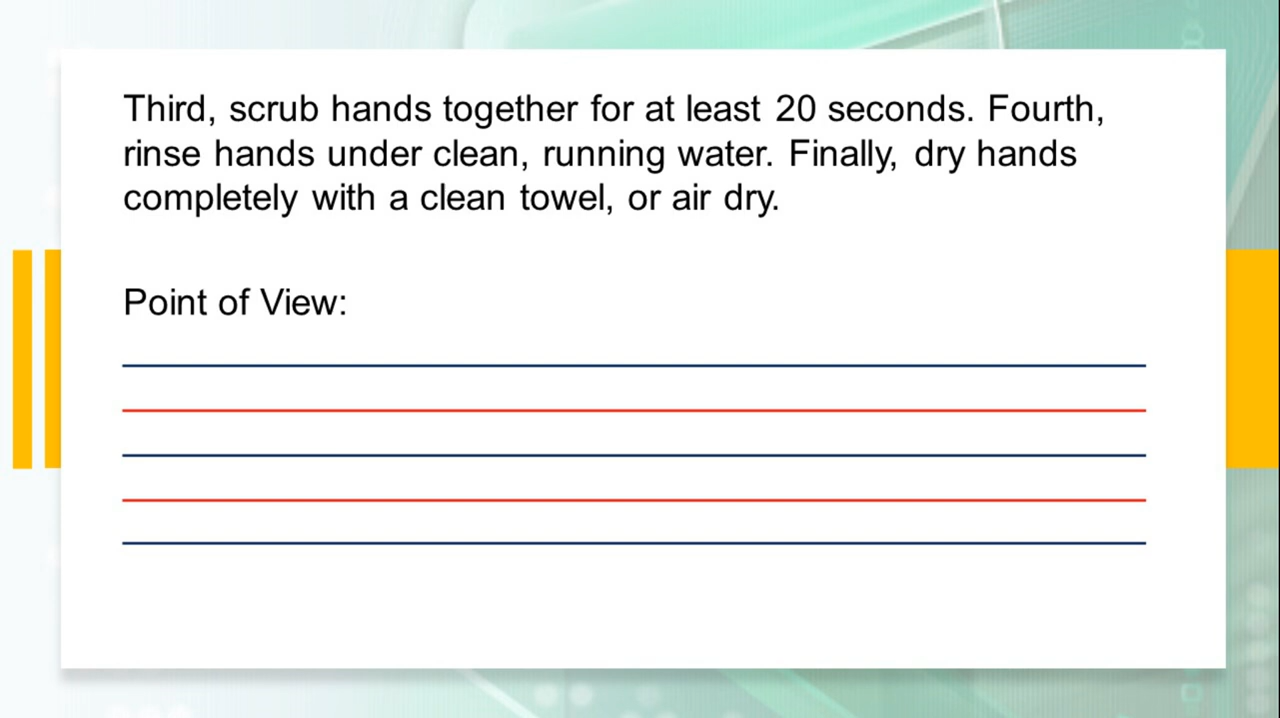 Third, scrub hands together for at least 20 seconds. Fourth,
rinse hands under clean, running water. Finally, dry hands
completely with a clean towel, or air dry.
Point of View: